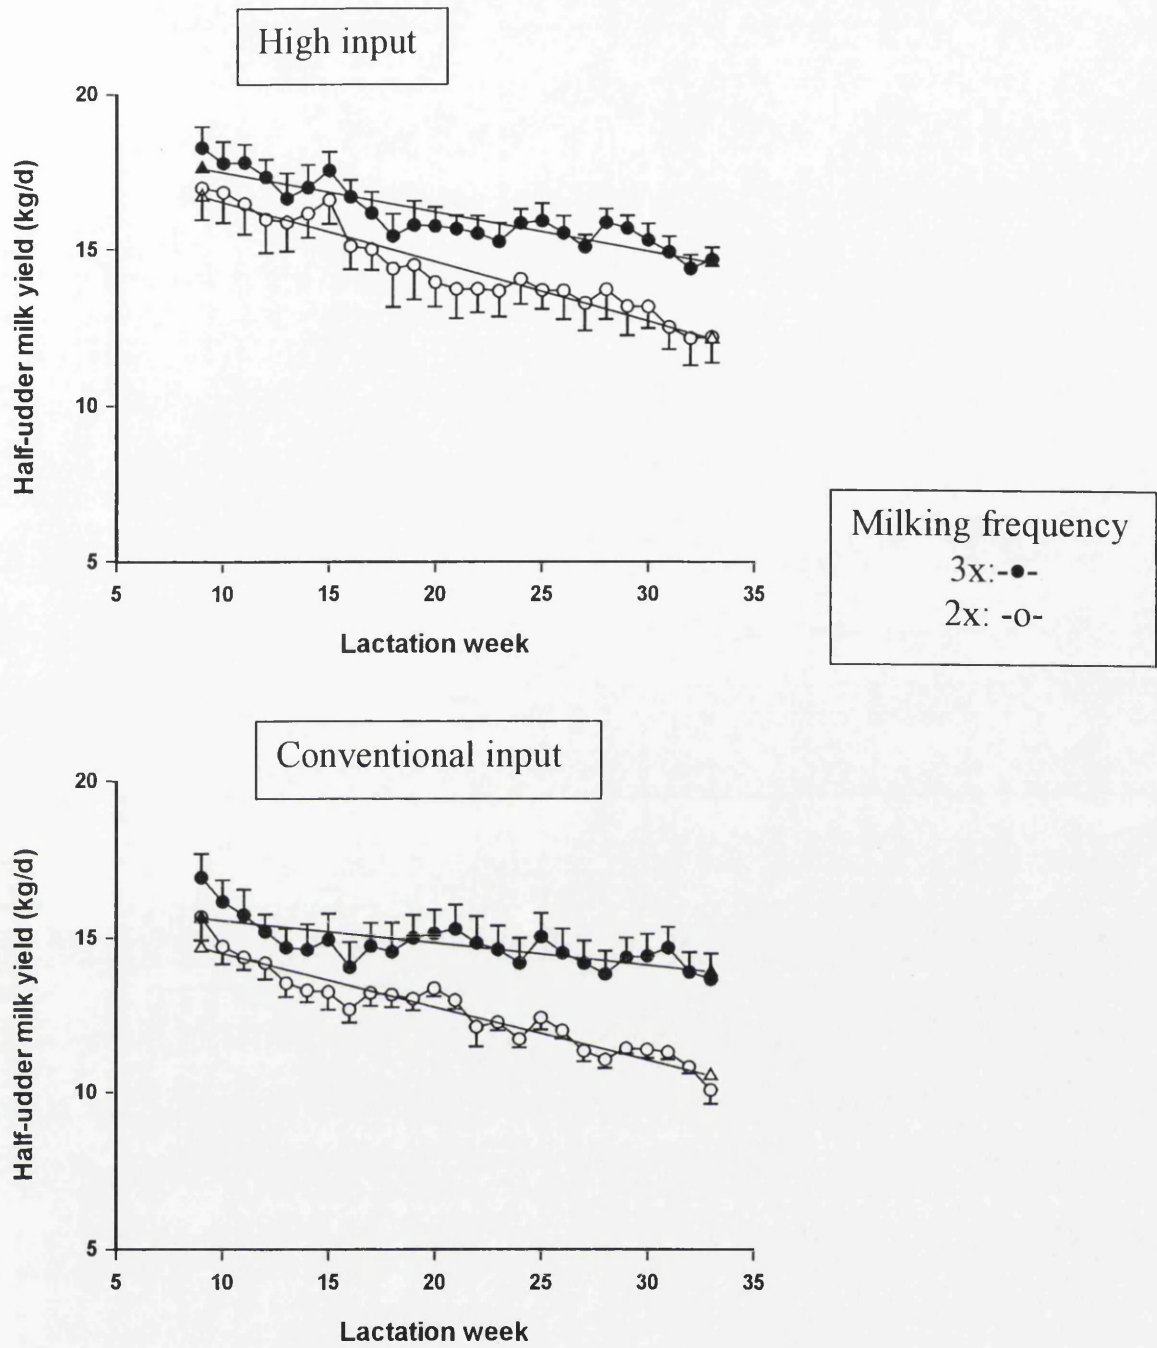 High input
20
15
10
5
5 10 15 20 25 30 35
Half-udder milk yield (kg/d)
Lactation week
Milking frequency
3x:-●-
2x: -o-
Conventional input
20
15
10
5
5 10 15 20 25 30 35
Half-udder milk yield (kg/d)
Lactation week